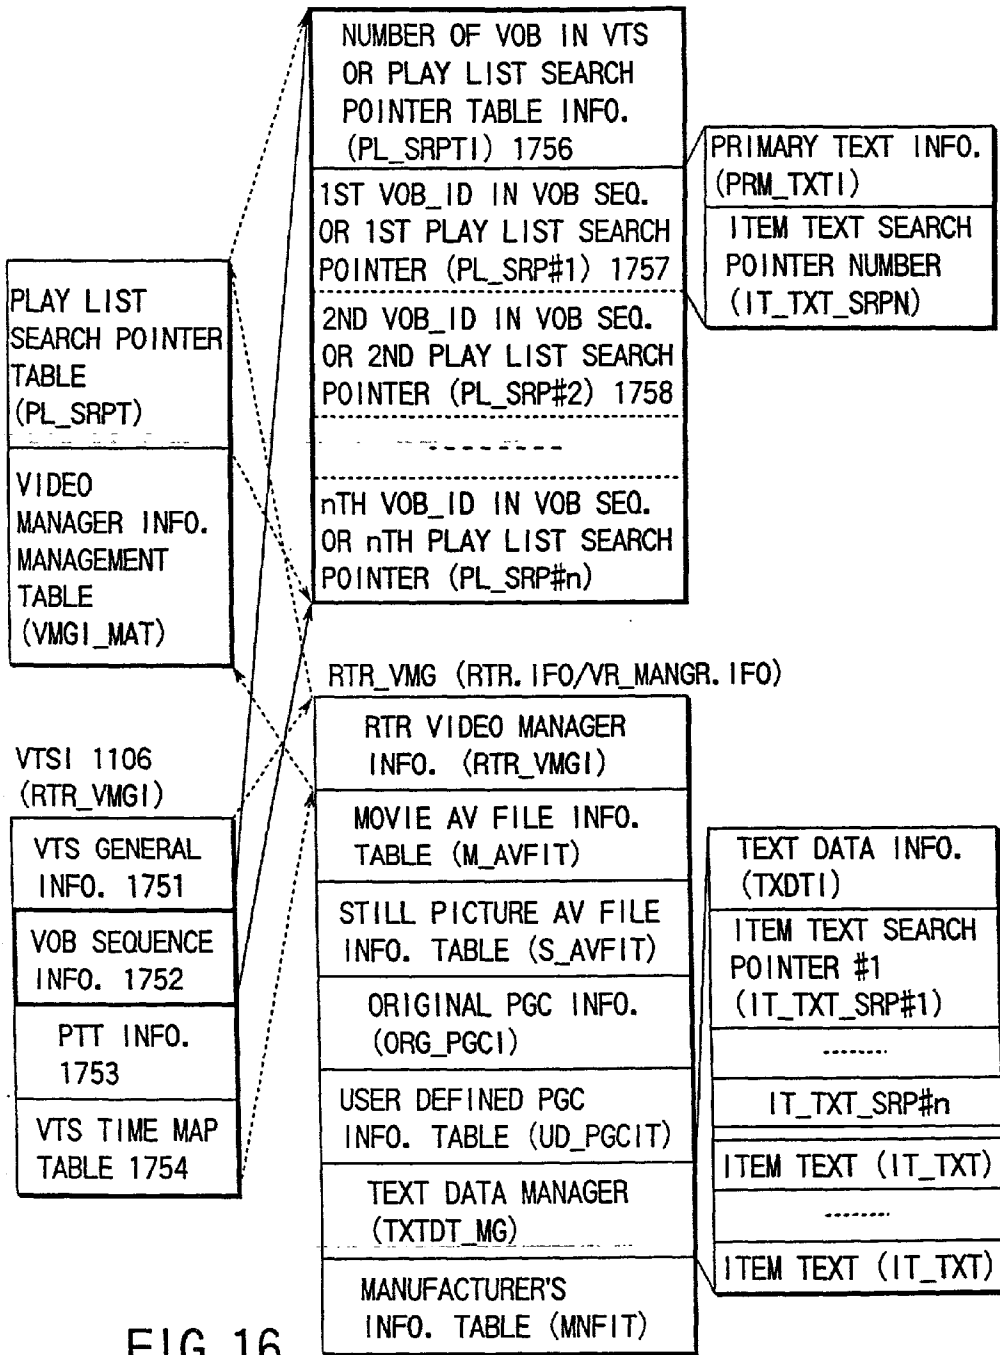 NUMBER OF VOB IN VTS
OR PLAY LIST SEARCH
POINTER TABLE INFO.
(PL_SRPTI) 1756
1ST VOB_ID IN VOB SEQ.
OR 1ST PLAY LIST SEARCH
POINTER (PL_SRP#1) 1757
2ND VOB_ID IN VOB SEQ.
OR 2ND PLAY LIST SEARCH
POINTER (PL_SRP#2) 1758
nTH VOB_ID IN VOB SEQ.
OR nTH PLAY LIST SEARCH
POINTER (PL_SRP#n)
PRIMARY TEXT INFO.
(PRM_TXTI)
ITEM TEXT SEARCH
POINTER NUMBER
(IT_TXT_SRPN)
PLAY LIST
SEARCH POINTER
TABLE
(PL_SRPT)
VIDEO
MANAGER INFO.
MANAGEMENT
TABLE
(VMGI_MAT)
VTSI 1106
(RTR_VMGI)
VTS GENERAL
INFO. 1751
VOB SEQUENCE
INFO. 1752
PTT INFO.
1753
VTS TIME MAP
TABLE 1754
RTR_VMG (RTR.IFO/VR_MANGR.IFO)
RTR VIDEO MANAGER
INFO. (RTR_VMGI)
MOVIE AV FILE INFO.
TABLE (M_AVFIT)
STILL PICTURE AV FILE
INFO. TABLE (S_AVFIT)
ORIGINAL PGC INFO.
(ORG_PGCI)
USER DEFINED PGC
INFO. TABLE (UD_PGCIT)
TEXT DATA MANAGER
(TXTDT_MG)
MANUFACTURER'S
INFO. TABLE (MNFIT)
TEXT DATA INFO.
(TXDTI)
ITEM TEXT SEARCH
POINTER #1
(IT_TXT_SRP#1)
IT_TXT_SRP#n
ITEM TEXT (IT_TXT)
ITEM TEXT (IT_TXT)
FIG. 16